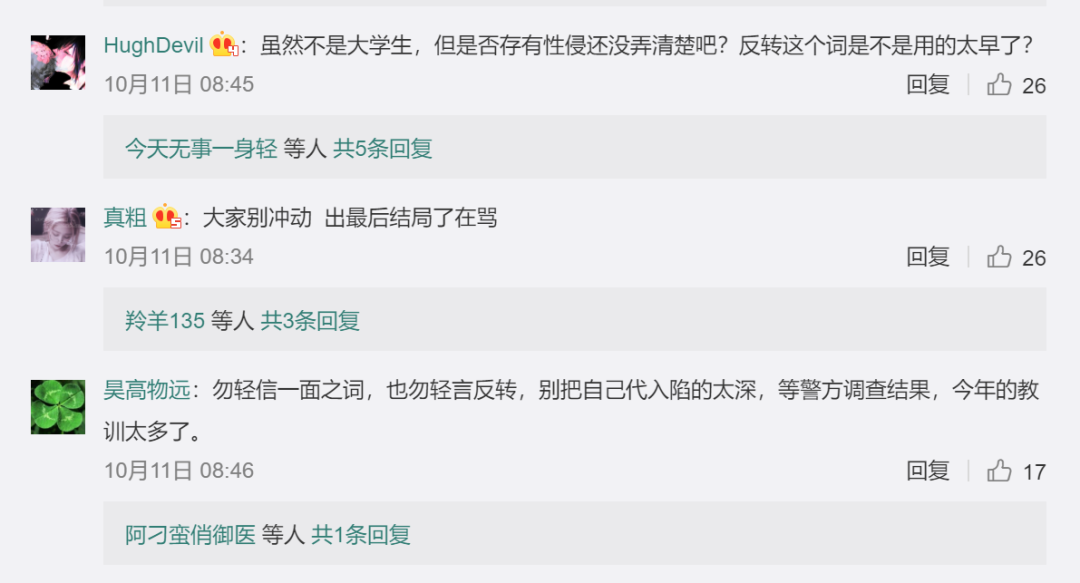 HughDevil 4：虽然不是大学生，但是否存有性侵还没弄清楚吧？反转这个词是不是用的太早了？
10月11日 08:45 回复 26
今天无事一身轻 等人 共5条回复
真粗 5：大家别冲动 出最后结局了在骂
10月11日 08:34 回复 26
羚羊135 等人 共3条回复
昊高物远：勿轻信一面之词，也勿轻言反转，别把自己代入陷的太深，等警方调查结果，今年的教
训太多了。
10月11日 08:46 回复 17
阿刁蛮俏御医 等人 共1条回复